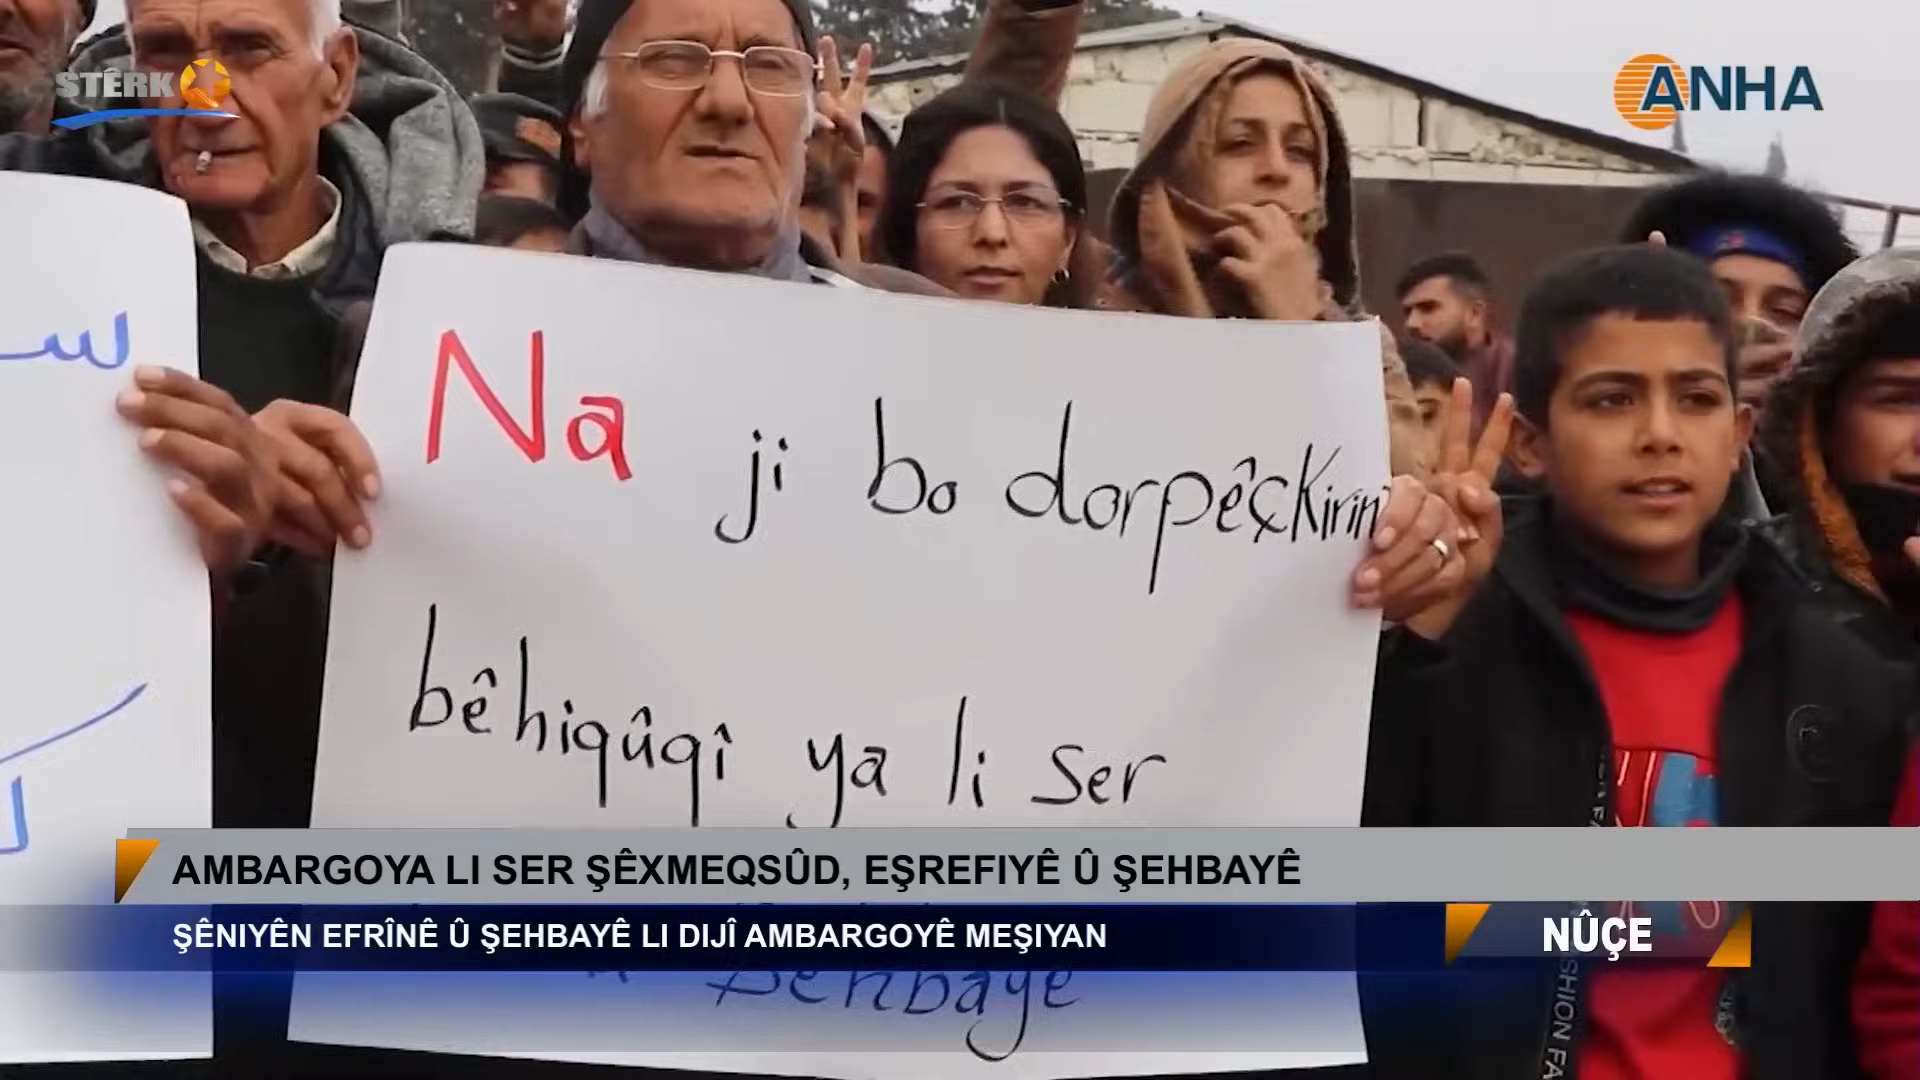 STÊRK
ANHA
Na ji bo dorpêçkirin
bêhiqûqî ya li ser
Şehbayê
AMBARGOYA LI SER ŞÊXMEQSÛD, EŞREFIYÊ Û ŞEHBAYÊ
ŞÊNIYÊN EFRÎNÊ Û ŞEHBAYÊ LI DIJÎ AMBARGOYÊ MEŞIYAN
NÛÇE